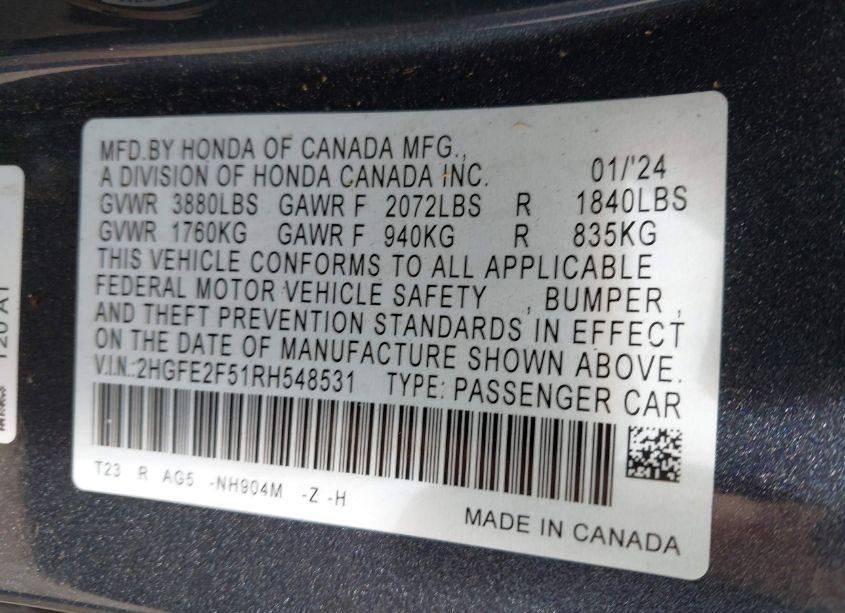 MFD.BY HONDA OF CANADA MFG.,
A DIVISION OF HONDA CANADA INC. 01/'24
GVWR 3880LBS GAWR F 2072LBS R 1840LBS
GVWR 1760KG GAWR F 940KG R 835KG
THIS VEHICLE CONFORMS TO ALL APPLICABLE
FEDERAL MOTOR VEHICLE SAFETY , BUMPER ,
AND THEFT PREVENTION STANDARDS IN EFFECT
ON THE DATE OF MANUFACTURE SHOWN ABOVE.
V.I.N.:2HGFE2F51RH548531 TYPE: PASSENGER CAR
T23 R AG5 -NH904M -Z -H
MADE IN CANADA